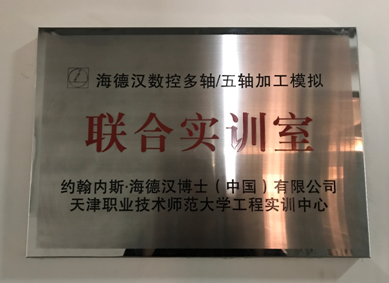 海德汉数控多轴/五轴加工模拟
联合实训室
约翰内斯·海德汉博士（中国）有限公司
天津职业技术师范大学工程实训中心